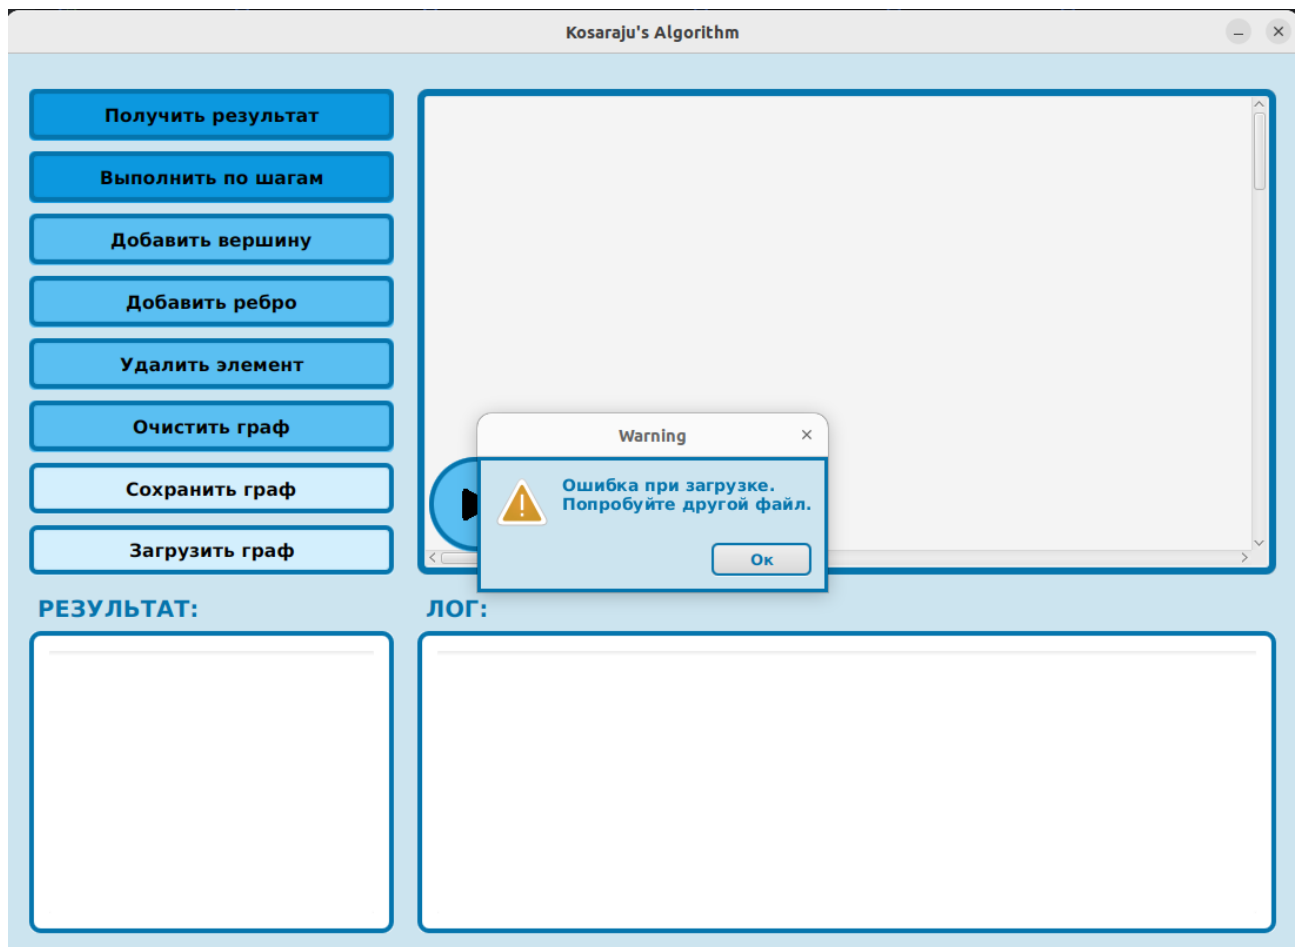 Kosaraju's Algorithm
Получить результат
Выполнить по шагам
Добавить вершину
Добавить ребро
Удалить элемент
Очистить граф
Сохранить граф
Загрузить граф
Warning
Ошибка при загрузке.
Попробуйте другой файл.
Ок
РЕЗУЛЬТАТ:
ЛОГ: